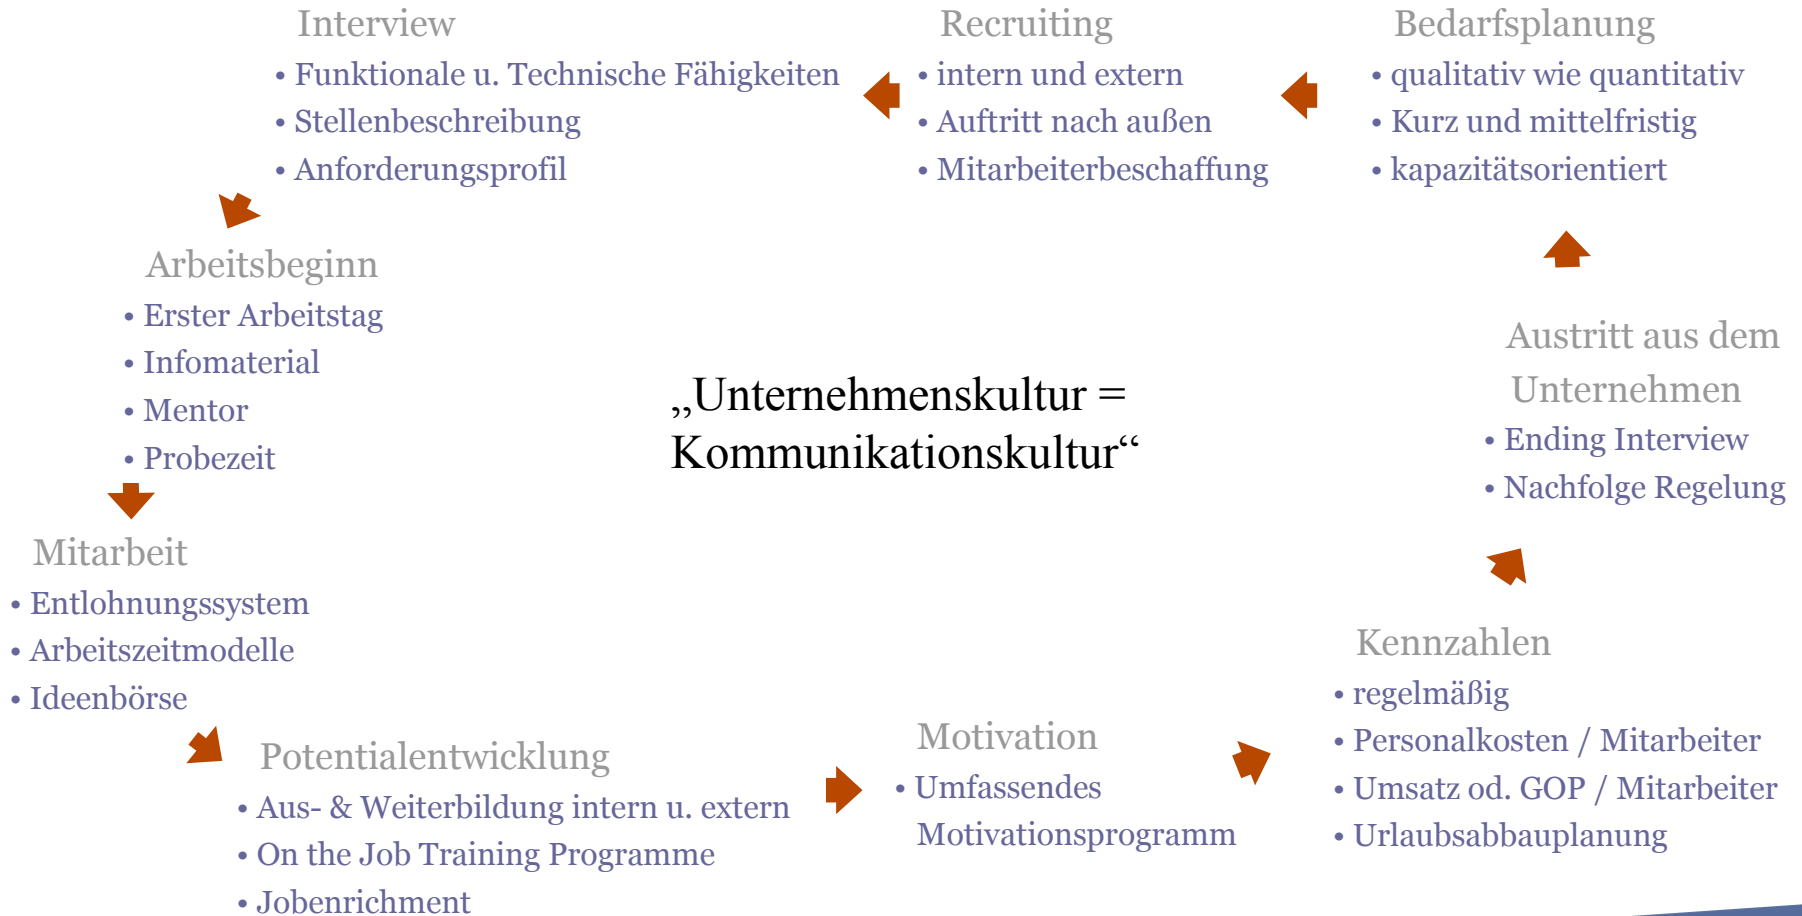 Interview
• Funktionale u. Technische Fähigkeiten
• Stellenbeschreibung
• Anforderungsprofil
Recruiting
• intern und extern
• Auftritt nach außen
• Mitarbeiterbeschaffung
Bedarfsplanung
• qualitativ wie quantitativ
• Kurz und mittelfristig
• kapazitätsorientiert
Arbeitsbeginn
• Erster Arbeitstag
• Infomaterial
• Mentor
• Probezeit
„Unternehmenskultur =
Kommunikationskultur“
Austritt aus dem
Unternehmen
• Ending Interview
• Nachfolge Regelung
Mitarbeit
• Entlohnungssystem
• Arbeitszeitmodelle
• Ideenbörse
Potentialentwicklung
• Aus- & Weiterbildung intern u. extern
• On the Job Training Programme
• Jobenrichment
Motivation
• Umfassendes
Motivationsprogramm
Kennzahlen
• regelmäßig
• Personalkosten / Mitarbeiter
• Umsatz od. GOP / Mitarbeiter
• Urlaubsabbauplanung